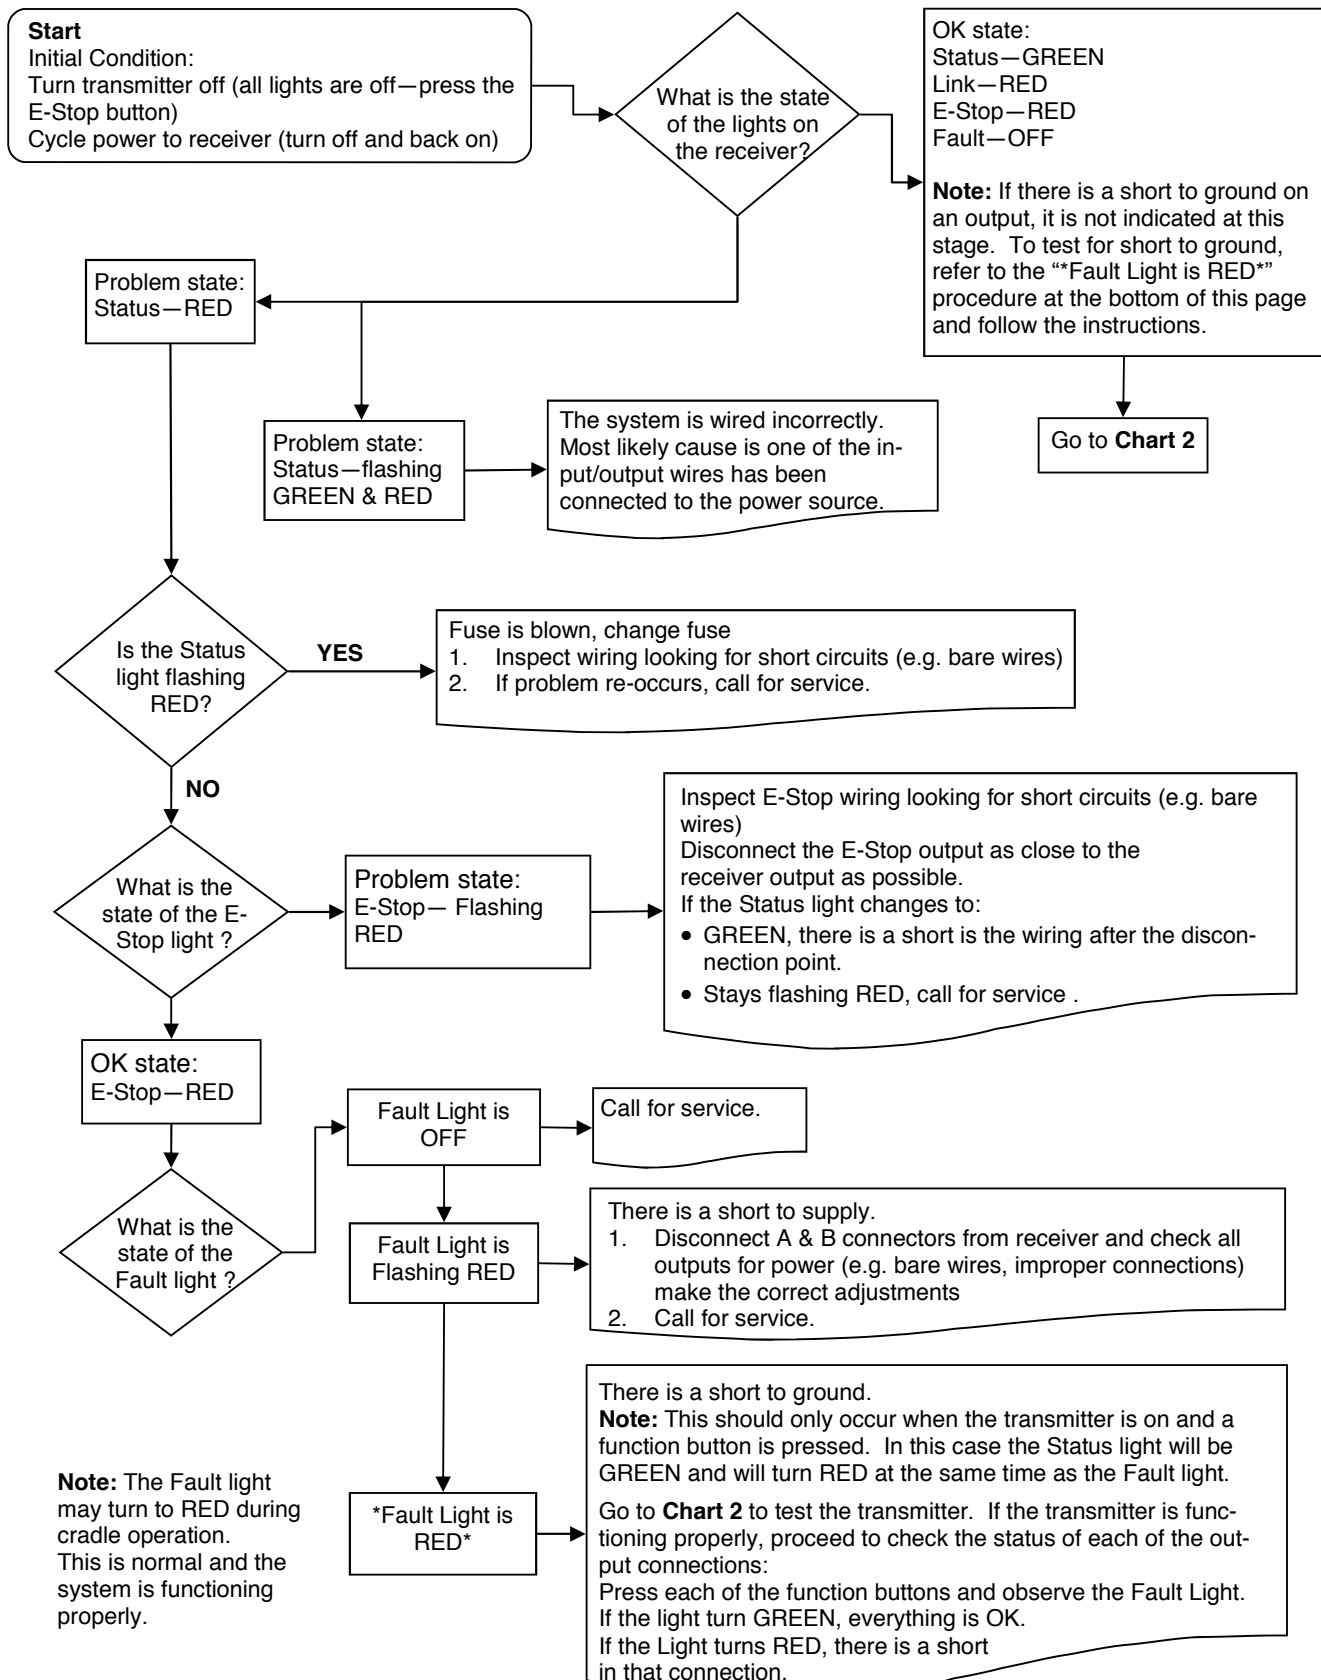 Start
Initial Condition:
Turn transmitter off (all lights are off—press the
E-Stop button)
Cycle power to receiver (turn off and back on)
What is the state
of the lights on
the receiver?
OK state:
Status—GREEN
Link—RED
E-Stop—RED
Fault—OFF
Note: If there is a short to ground on
an output, it is not indicated at this
stage. To test for short to ground,
refer to the “*Fault Light is RED*”
procedure at the bottom of this page
and follow the instructions.
Go to Chart 2
Problem state:
Status—RED
Problem state:
Status—flashing
GREEN & RED
The system is wired incorrectly.
Most likely cause is one of the in-
put/output wires has been
connected to the power source.
Is the Status
light flashing
RED?
YES
Fuse is blown, change fuse
1. Inspect wiring looking for short circuits (e.g. bare wires)
2. If problem re-occurs, call for service.
NO
What is the
state of the E-
Stop light ?
Problem state:
E-Stop— Flashing
RED
Inspect E-Stop wiring looking for short circuits (e.g. bare
wires)
Disconnect the E-Stop output as close to the
receiver output as possible.
If the Status light changes to:
• GREEN, there is a short is the wiring after the discon-
nection point.
• Stays flashing RED, call for service .
OK state:
E-Stop—RED
What is the
state of the
Fault light ?
Fault Light is
OFF
Call for service.
Fault Light is
Flashing RED
There is a short to supply.
1. Disconnect A & B connectors from receiver and check all
outputs for power (e.g. bare wires, improper connections)
make the correct adjustments
2. Call for service.
*Fault Light is
RED*
There is a short to ground.
Note: This should only occur when the transmitter is on and a
function button is pressed. In this case the Status light will be
GREEN and will turn RED at the same time as the Fault light.
Go to Chart 2 to test the transmitter. If the transmitter is func-
tioning properly, proceed to check the status of each of the out-
put connections:
Press each of the function buttons and observe the Fault Light.
If the light turn GREEN, everything is OK.
If the Light turns RED, there is a short
in that connection.
Note: The Fault light
may turn to RED during
cradle operation.
This is normal and the
system is functioning
properly.